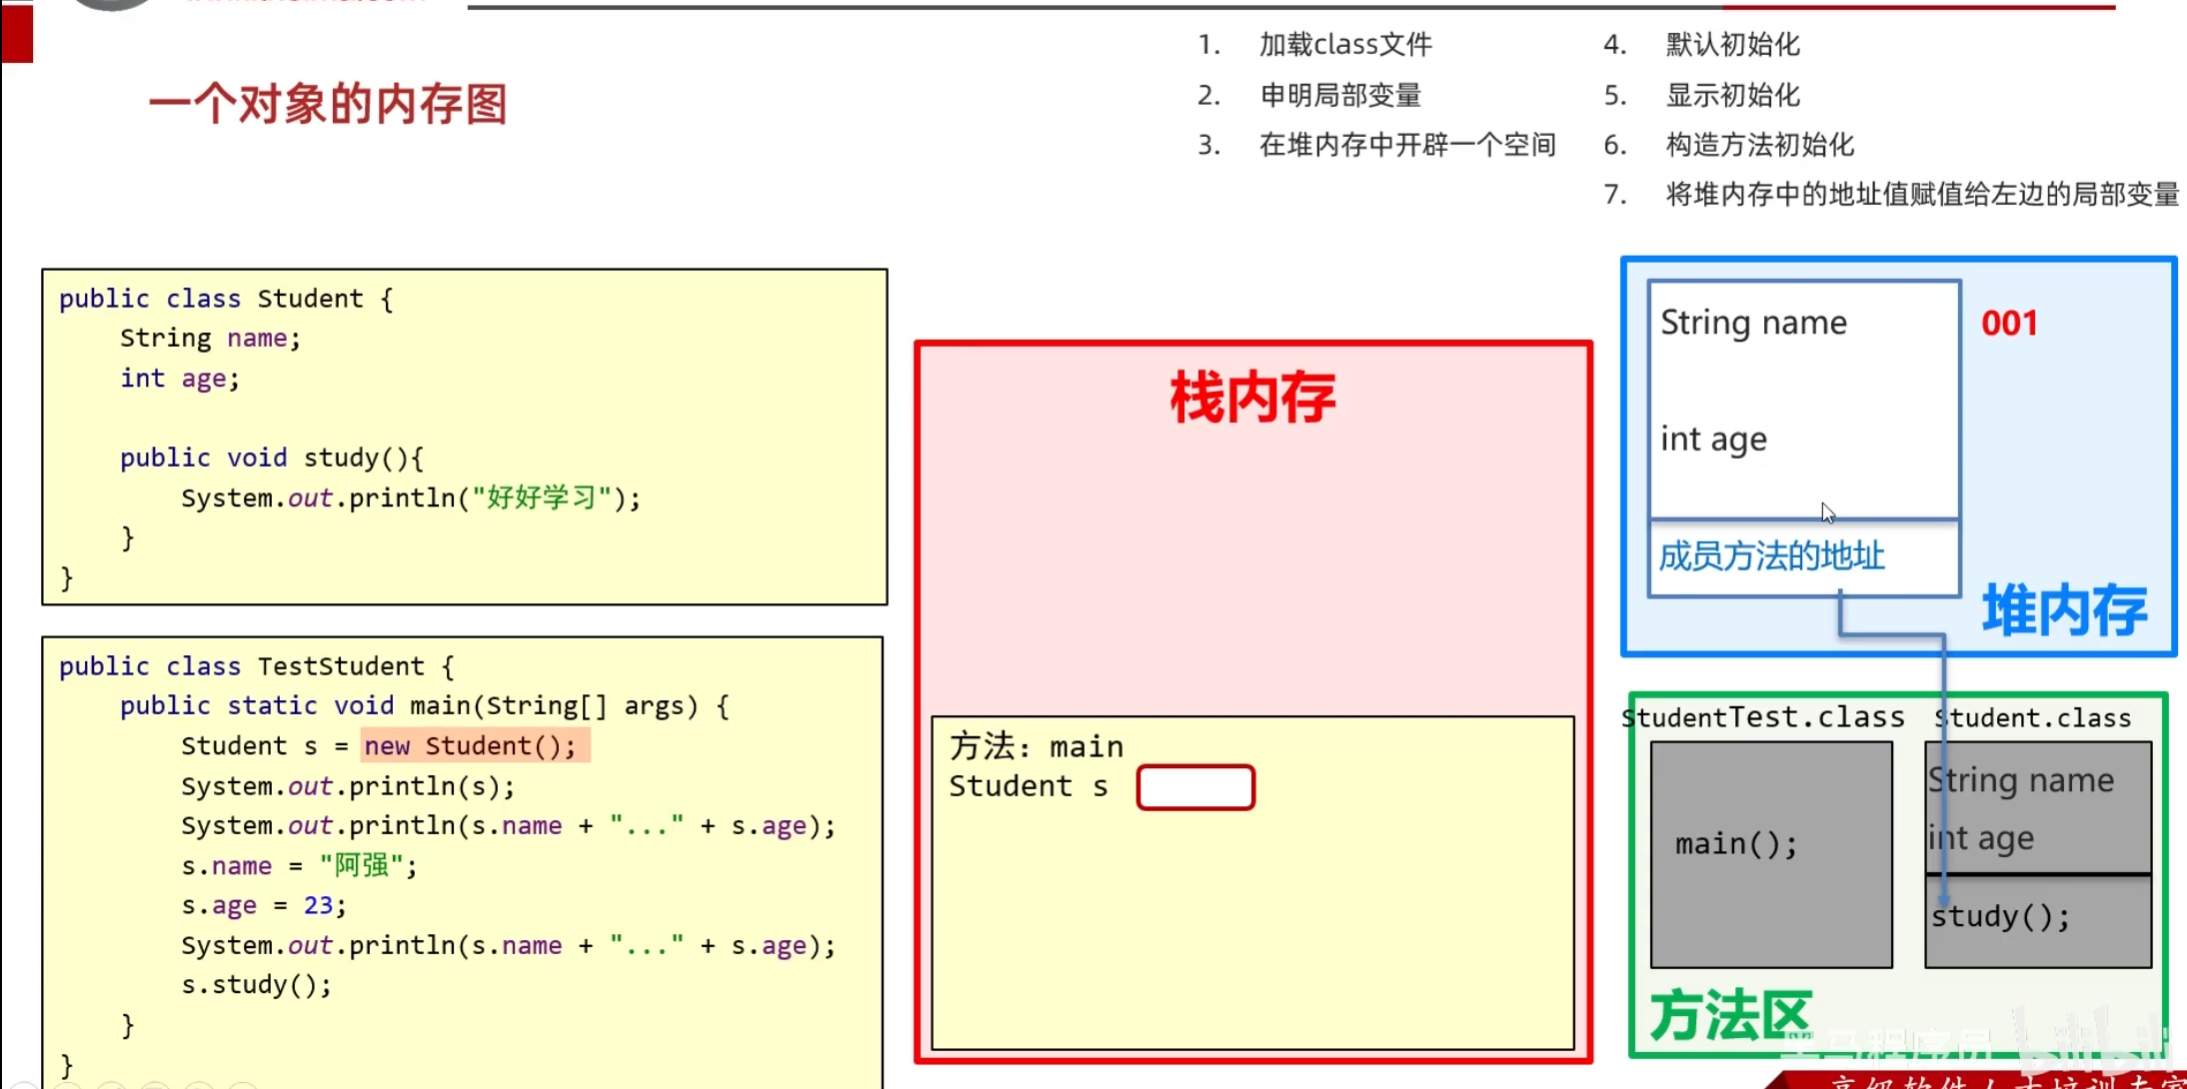 一个对象的内存图
1. 加载class文件
2. 申明局部变量
3. 在堆内存中开辟一个空间
4. 默认初始化
5. 显示初始化
6. 构造方法初始化
7. 将堆内存中的地址值赋值给左边的局部变量
public class Student {
String name;
int age;
public void study(){
System.out.println("好好学习");
}
}
public class TestStudent {
public static void main(String[] args) {
Student s = new Student();
System.out.println(s);
System.out.println(s.name + "..." + s.age);
s.name = "阿强";
s.age = 23;
System.out.println(s.name + "..." + s.age);
s.study();
}
}
栈内存
方法：main
Student s
String name
001
int age
成员方法的地址
堆内存
StudentTest.class
Student.class
main();
String name
int age
study();
方法区
黑马程序员
bilibili